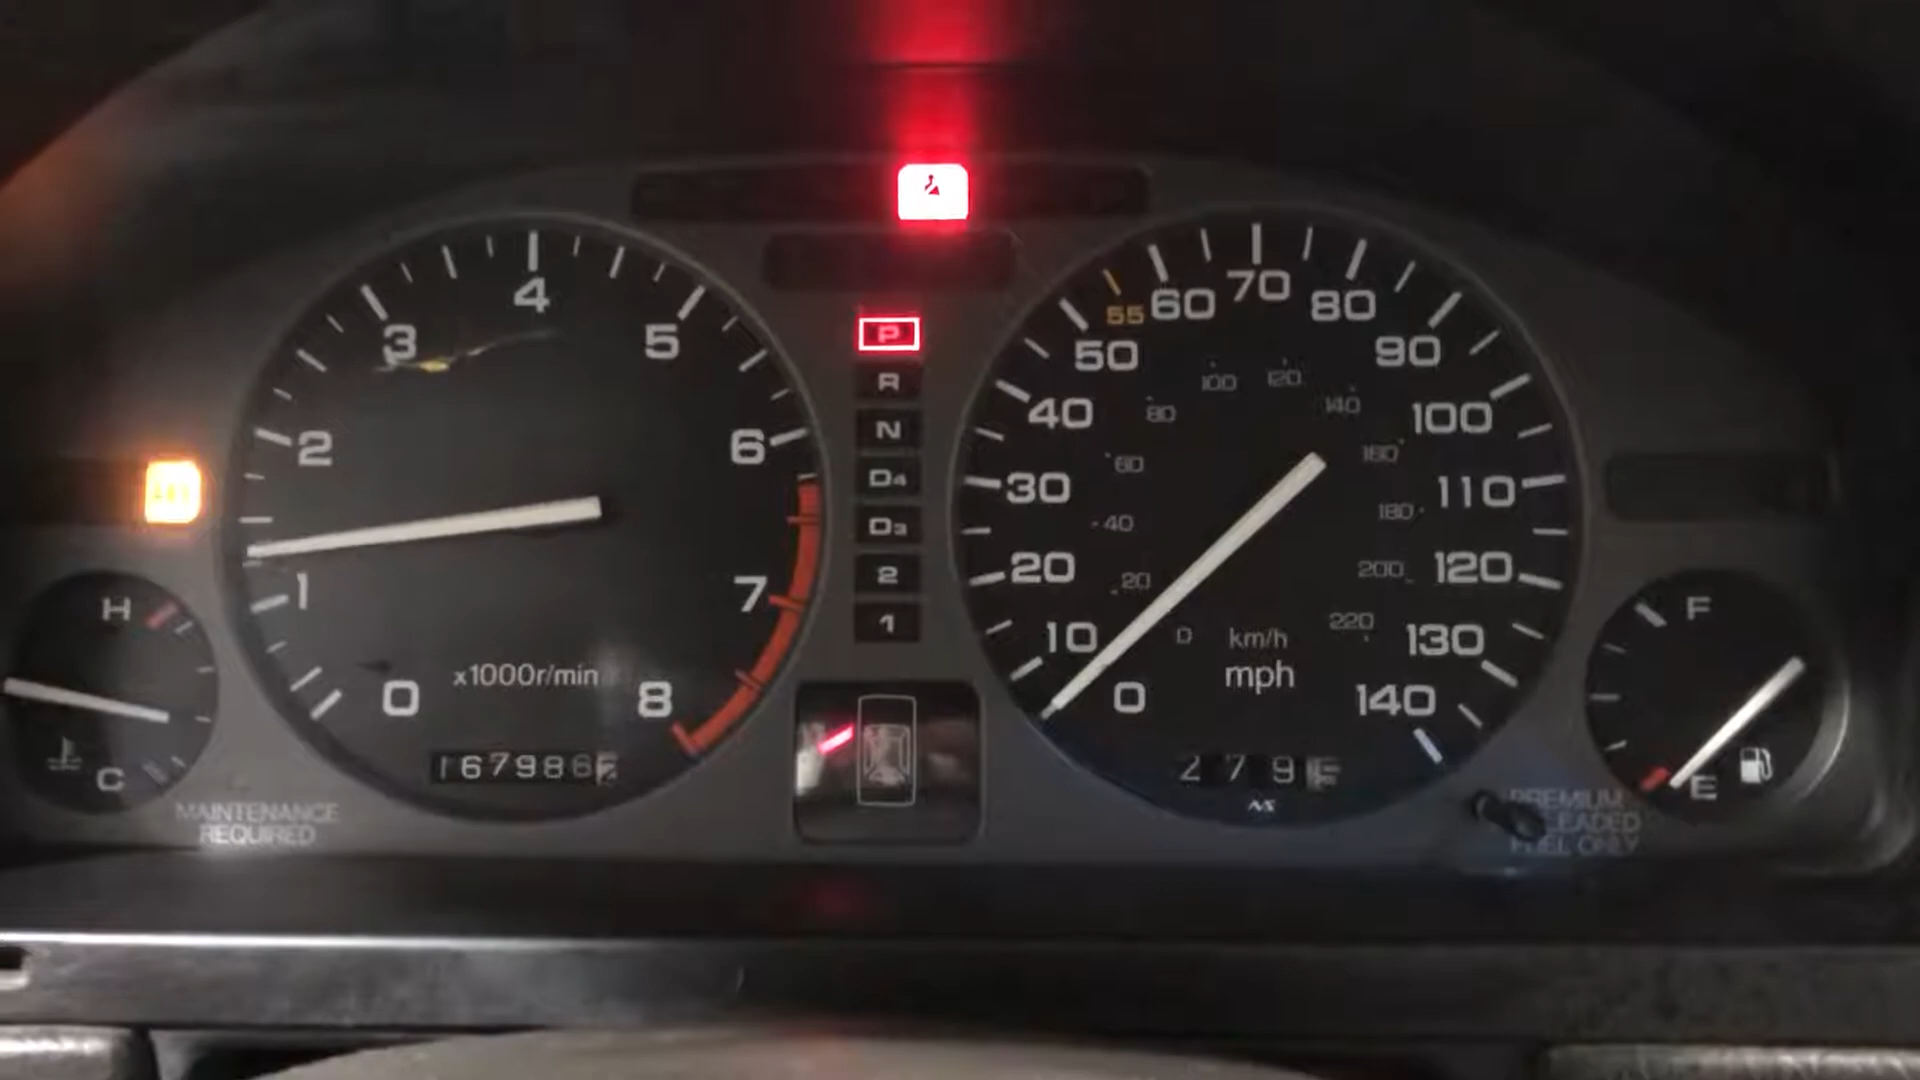 4
3
5
2
6
1
7
0
8
x1000r/min
167986
H
C
MAINTENANCE
REQUIRED
P
R
N
D4
D3
2
1
55
60
70
80
50
90
40
100
30
110
20
120
10
130
0
140
100
120
80
140
60
160
40
180
20
200
0
220
km/h
mph
279
F
E
PREMIUM
FUEL ONLY